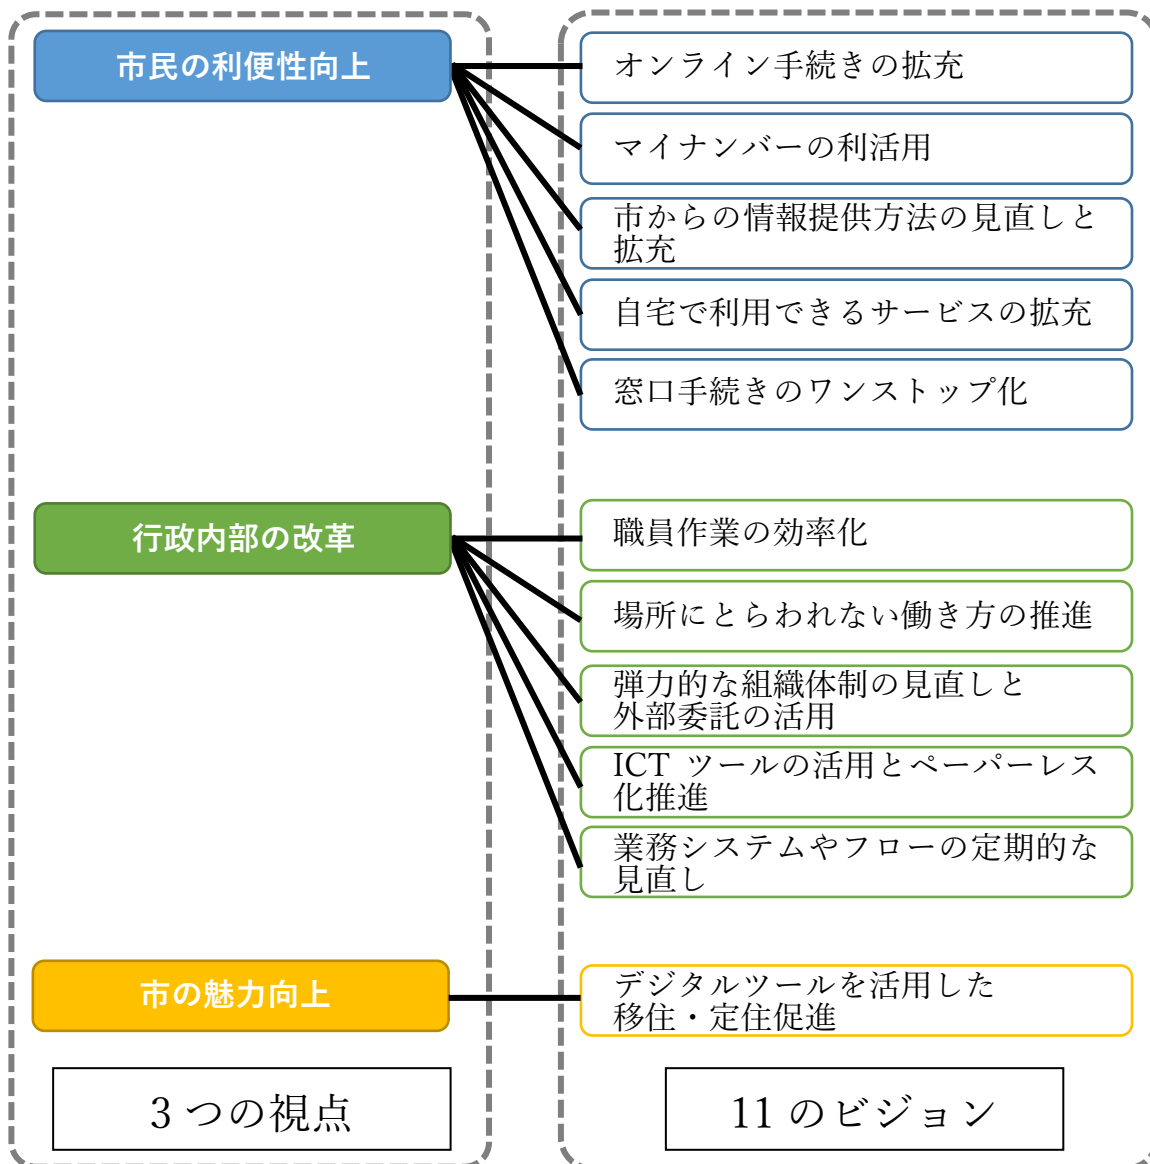 市民の利便性向上
オンライン手続きの拡充
マイナンバーの利活用
市からの情報提供方法の見直しと
拡充
自宅で利用できるサービスの拡充
窓口手続きのワンストップ化
行政内部の改革
職員作業の効率化
場所にとらわれない働き方の推進
弾力的な組織体制の見直しと
外部委託の活用
ICT ツールの活用とペーパーレス
化推進
業務システムやフローの定期的な
見直し
市の魅力向上
デジタルツールを活用した
移住・定住促進
3 つの視点
11 のビジョン